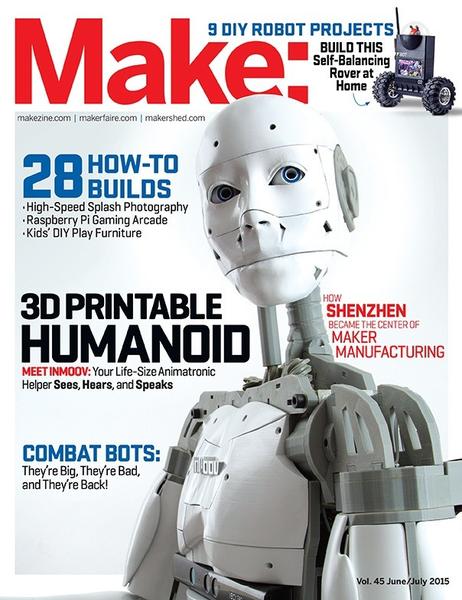 9 DIY ROBOT PROJECTS
Make:
BUILD THIS
Self-Balancing
Rover at
Home
makezine.com | makerfaire.com | makershed.com
28 HOW-TO
BUILDS
· High-Speed Splash Photography
· Raspberry Pi Gaming Arcade
· Kids' DIY Play Furniture
3D PRINTABLE
HUMANOID
MEET INMOOV: Your Life-Size Animatronic
Helper Sees, Hears, and Speaks
HOW
SHENZHEN
BECAME THE CENTER OF
MAKER
MANUFACTURING
COMBAT BOTS:
They're Big, They're Bad,
and They're Back!
Vol. 45 June/July 2015